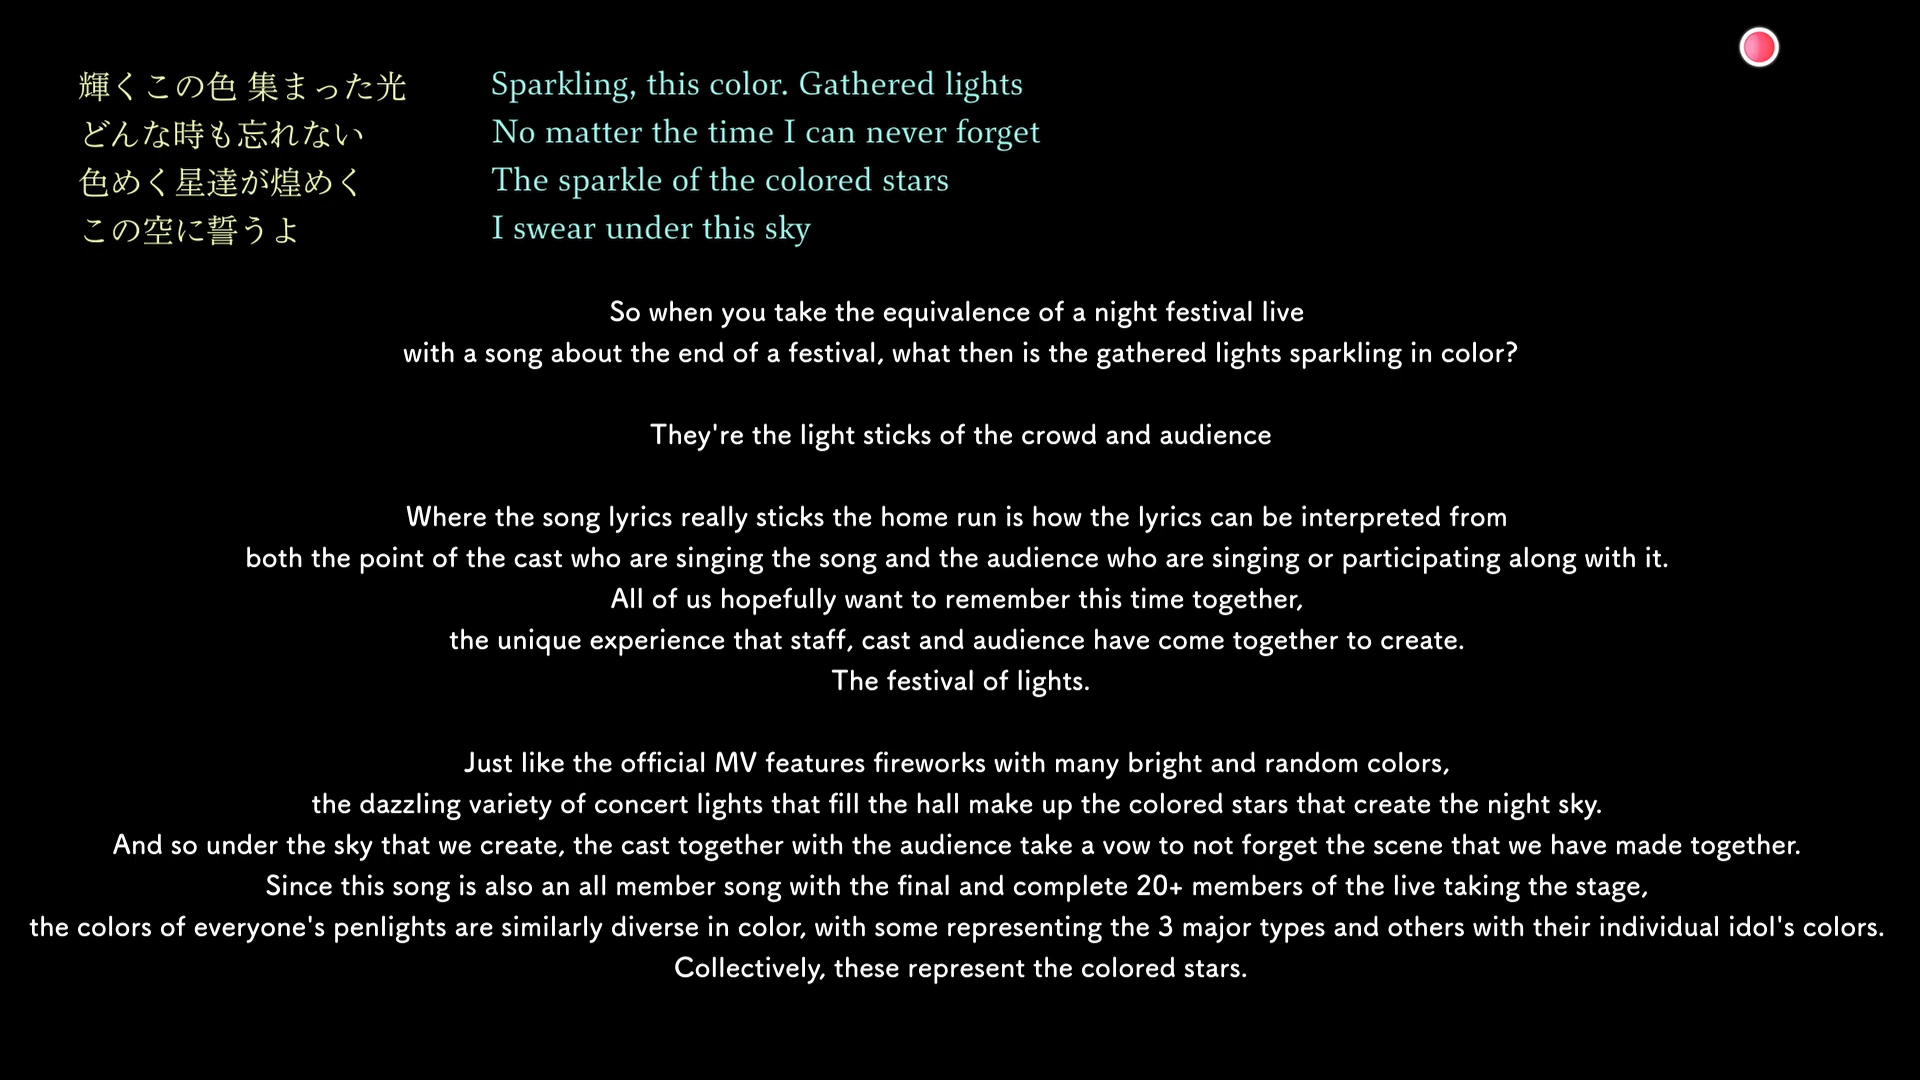 輝くこの色 集まった光
どんな時も忘れない
色めく星達が煌めく
この空に誓うよ
Sparkling, this color. Gathered lights
No matter the time I can never forget
The sparkle of the colored stars
I swear under this sky
So when you take the equivalence of a night festival live
with a song about the end of a festival, what then is the gathered lights sparkling in color?
They're the light sticks of the crowd and audience
Where the song lyrics really sticks the home run is how the lyrics can be interpreted from
both the point of the cast who are singing the song and the audience who are singing or participating along with it.
All of us hopefully want to remember this time together,
the unique experience that staff, cast and audience have come together to create.
The festival of lights.
Just like the official MV features fireworks with many bright and random colors,
the dazzling variety of concert lights that fill the hall make up the colored stars that create the night sky.
And so under the sky that we create, the cast together with the audience take a vow to not forget the scene that we have made together.
Since this song is also an all member song with the final and complete 20+ members of the live taking the stage,
the colors of everyone's penlights are similarly diverse in color, with some representing the 3 major types and others with their individual idol's colors.
Collectively, these represent the colored stars.